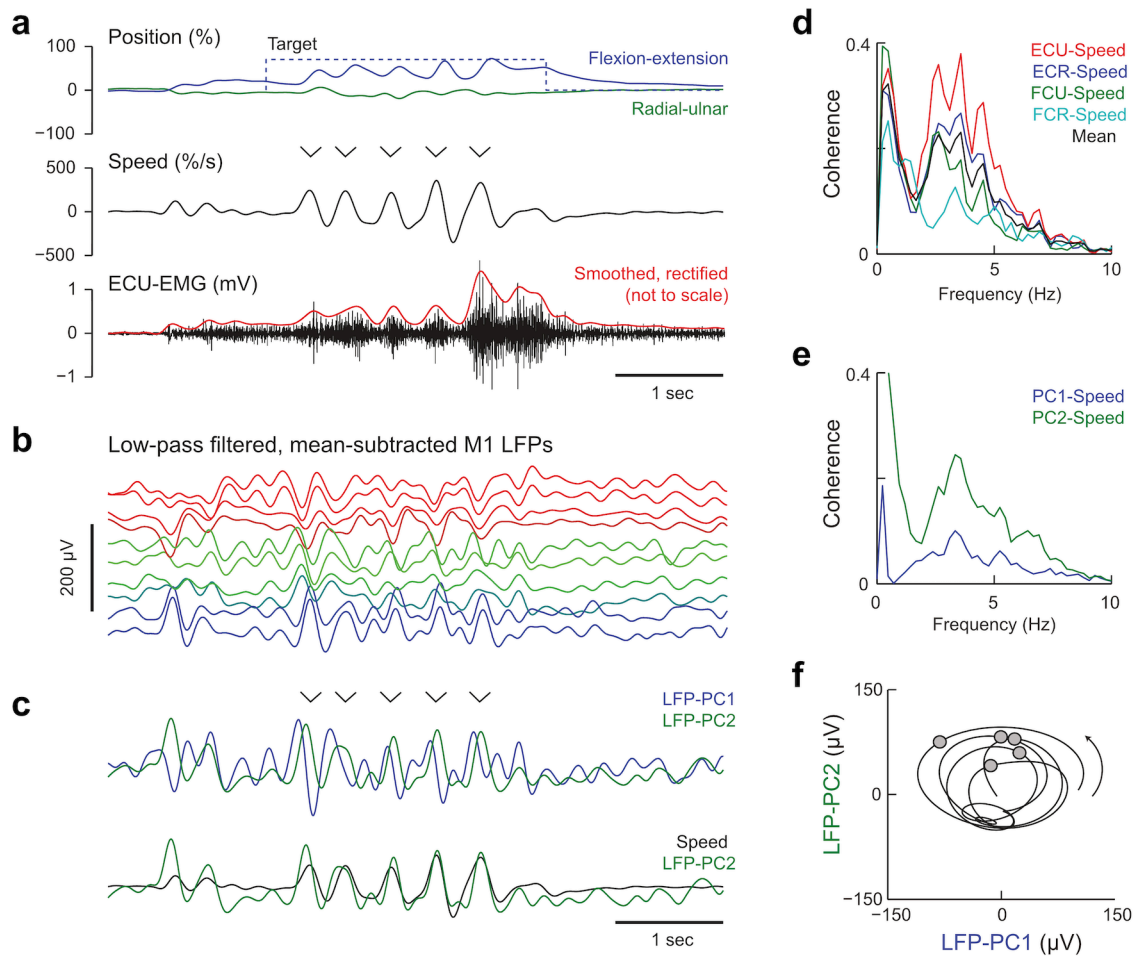 a
Position (%)
100
0
−100
Target
Flexion-extension
Radial-ulnar
Speed (%/s)
500
0
−500
ECU-EMG (mV)
1
0
−1
Smoothed, rectified
(not to scale)
1 sec
b
Low-pass filtered, mean-subtracted M1 LFPs
200 µV
c
LFP-PC1
LFP-PC2
Speed
LFP-PC2
1 sec
d
0.4
0
Coherence
ECU-Speed
ECR-Speed
FCU-Speed
FCR-Speed
Mean
0
5
10
Frequency (Hz)
e
0.4
0
Coherence
PC1-Speed
PC2-Speed
0
5
10
Frequency (Hz)
f
150
0
−150
LFP-PC2 (µV)
−150
0
150
LFP-PC1 (µV)